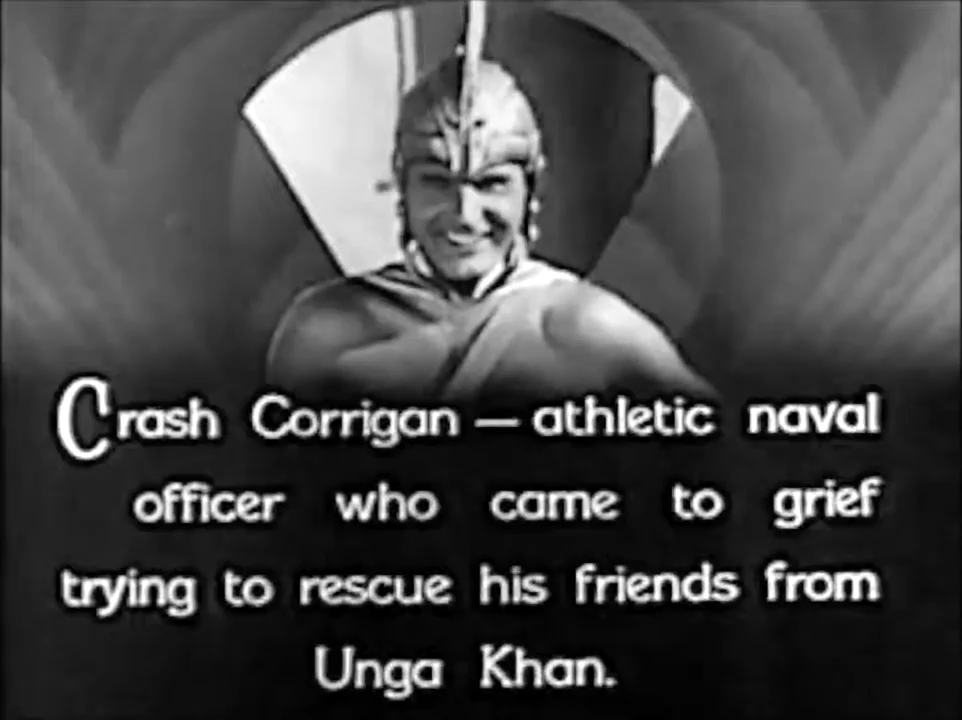 Crash Corrigan — athletic naval
officer who came to grief
trying to rescue his friends from
Unga Khan.